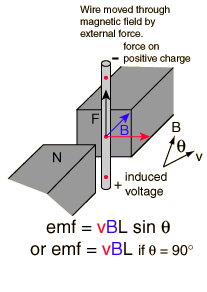 Wire moved through
magnetic field by
external force.
force on
− positive charge
F
B
B
θ
v
N
+ induced
voltage
emf = vBL sin θ
or emf = vBL if θ = 90°